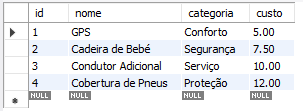 id nome categoria custo
1 GPS Conforto 5.00
2 Cadeira de Bebé Segurança 7.50
3 Condutor Adicional Serviço 10.00
4 Cobertura de Pneus Proteção 12.00
NULL NULL NULL NULL